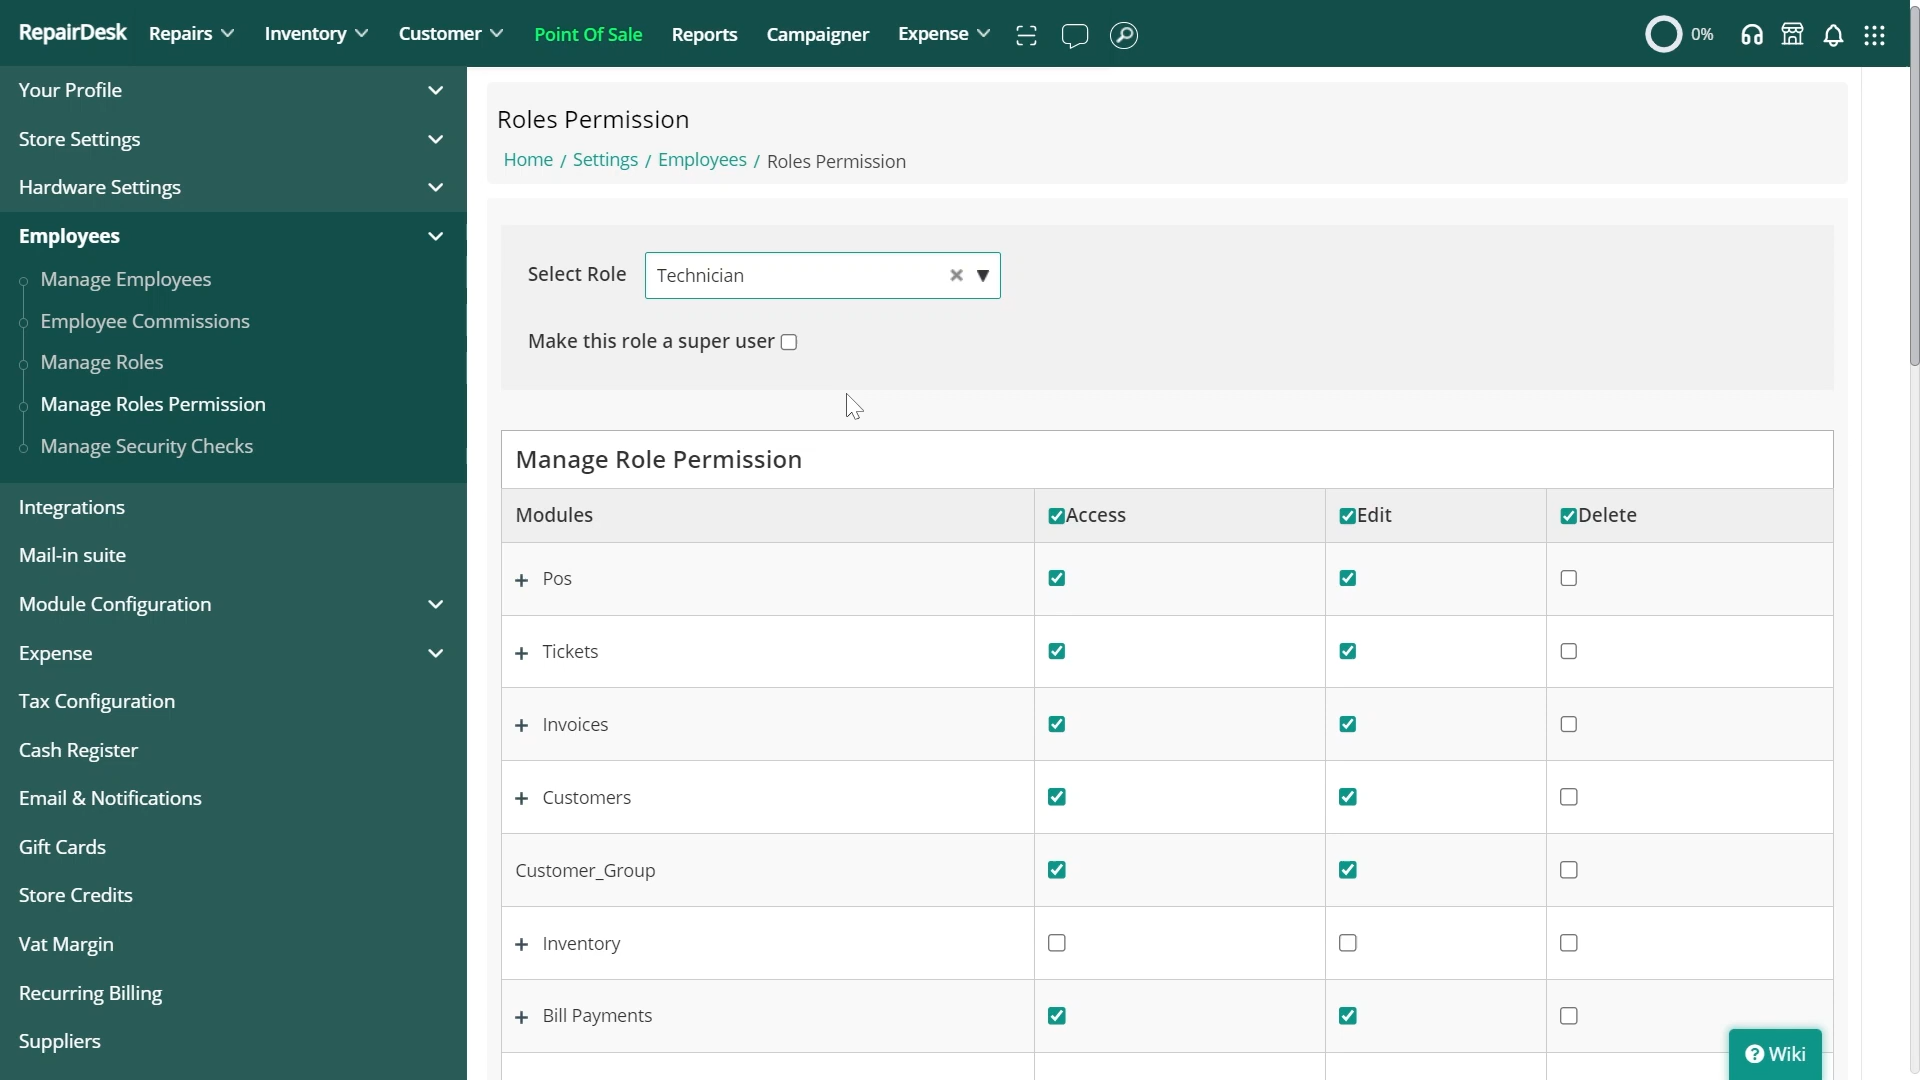 RepairDesk Repairs Inventory Customer Point Of Sale Reports Campaigner Expense 0%
Your Profile
Store Settings
Hardware Settings
Employees
Manage Employees
Employee Commissions
Manage Roles
Manage Roles Permission
Manage Security Checks
Integrations
Mail-in suite
Module Configuration
Expense
Tax Configuration
Cash Register
Email & Notifications
Gift Cards
Store Credits
Vat Margin
Recurring Billing
Suppliers
Roles Permission
Home / Settings / Employees / Roles Permission
Select Role Technician
Make this role a super user
Manage Role Permission
Modules Access Edit Delete
Pos
Tickets
Invoices
Customers
Customer_Group
Inventory
Bill Payments
Wiki